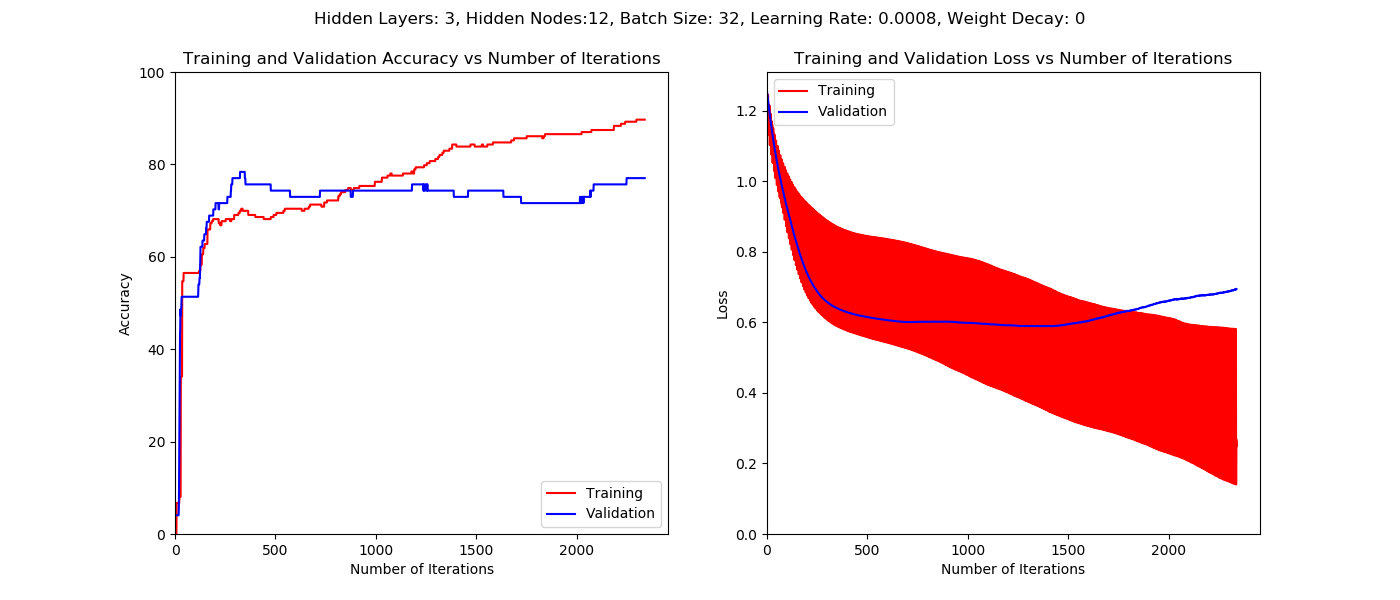 Hidden Layers: 3, Hidden Nodes:12, Batch Size: 32, Learning Rate: 0.0008, Weight Decay: 0
Training and Validation Accuracy vs Number of Iterations
100
80
60
40
20
0
Accuracy
0 500 1000 1500 2000
Number of Iterations
Training
Validation
Training and Validation Loss vs Number of Iterations
Training
Validation
1.2
1.0
0.8
0.6
0.4
0.2
0.0
Loss
0 500 1000 1500 2000
Number of Iterations